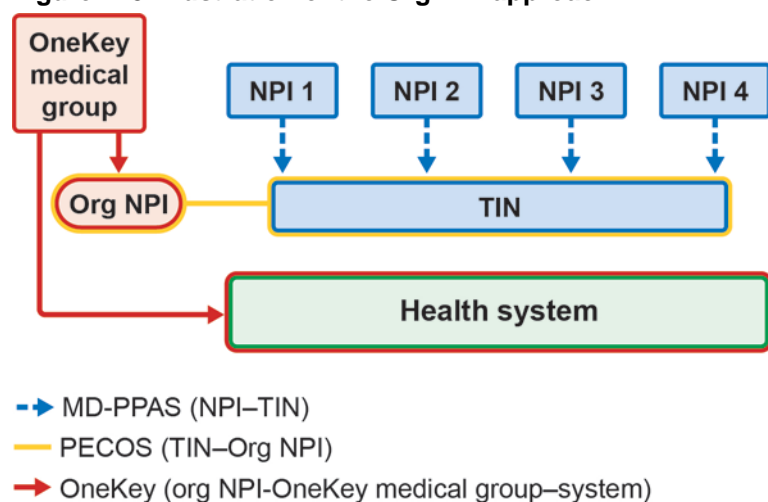 OneKey
medical
group
NPI 1
NPI 2
NPI 3
NPI 4
Org NPI
TIN
Health system
MD-PPAS (NPI–TIN)
PECOS (TIN–Org NPI)
OneKey (org NPI-OneKey medical group–system)